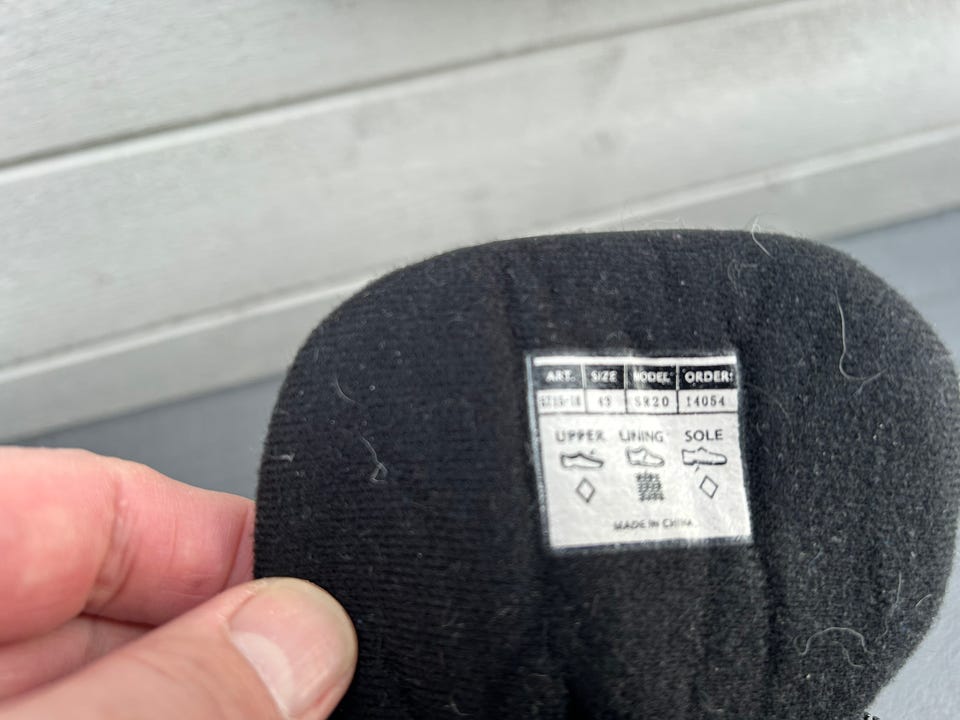 ART. SIZE MODEL ORDER:
43 SR20 14054
UPPER LINING SOLE
MADE IN CHINA